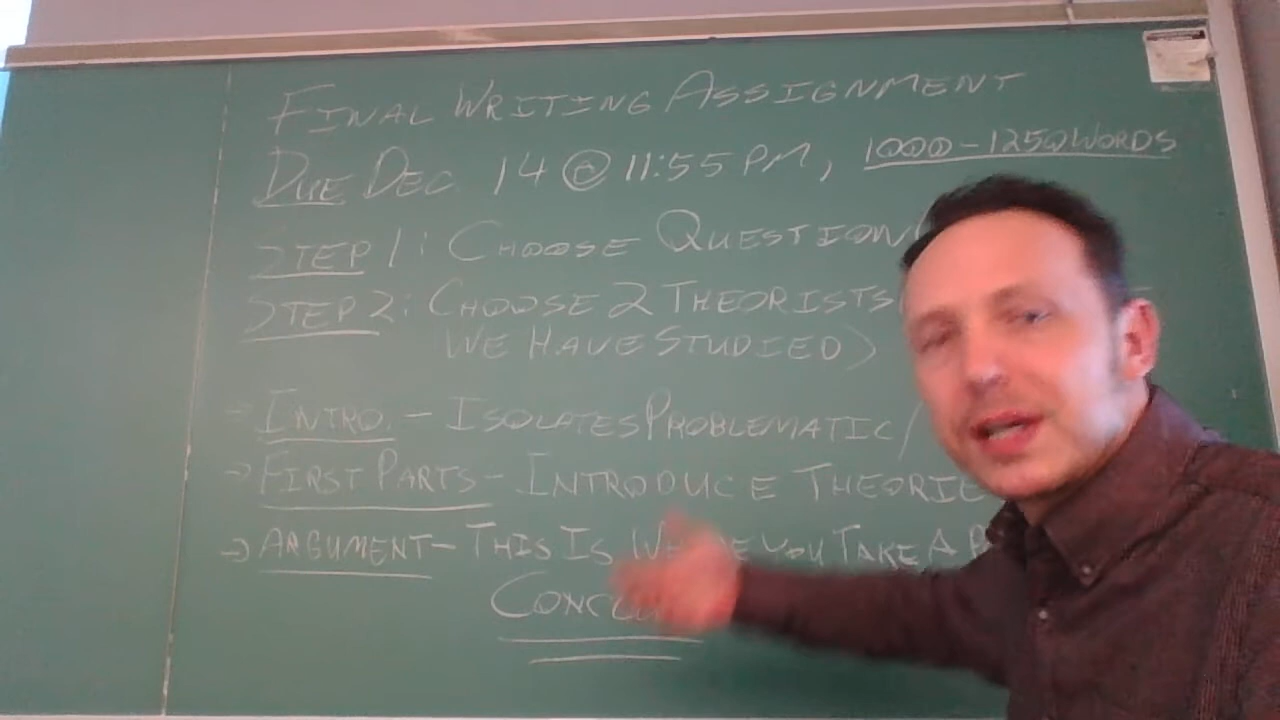 FINAL WRITING ASSIGNMENT
DUE DEC 14 @ 11:55 PM, 1000-1250 WORDS
STEP 1: CHOOSE QUESTION
STEP 2: CHOOSE 2 THEORISTS
WE HAVE STUDIED)
→ INTRO. - ISOLATES PROBLEMATIC/
→ FIRST PARTS - INTRODUCE
→ ARGUMENT - THIS IS YOU TAKE A